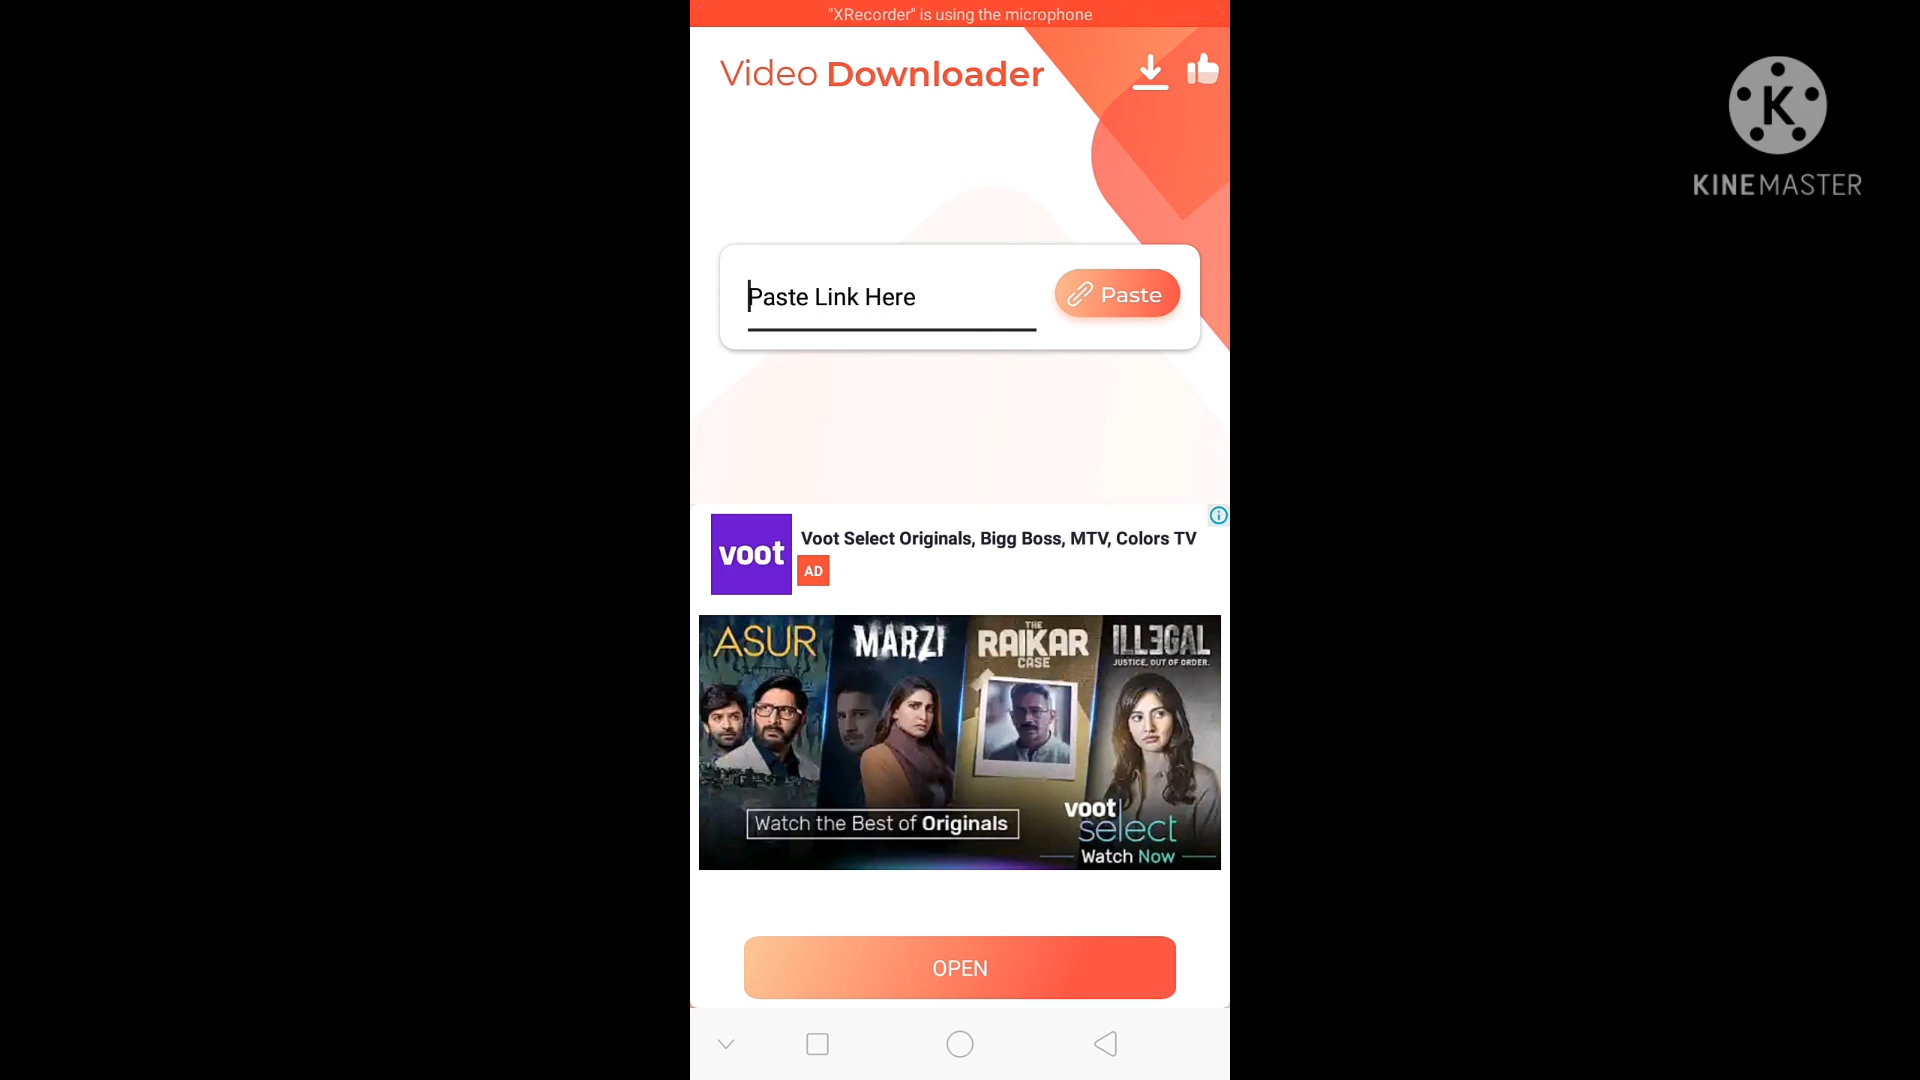 "XRecorder" is using the microphone
Video Downloader
K
KINEMASTER
Paste Link Here
Paste
voot
Voot Select Originals, Bigg Boss, MTV, Colors TV
AD
ASUR
MARZI
THE
RAIKAR
CASE
ILLEGAL
JUSTICE, OUT OF ORDER.
Watch the Best of Originals
voot
select
Watch Now
OPEN